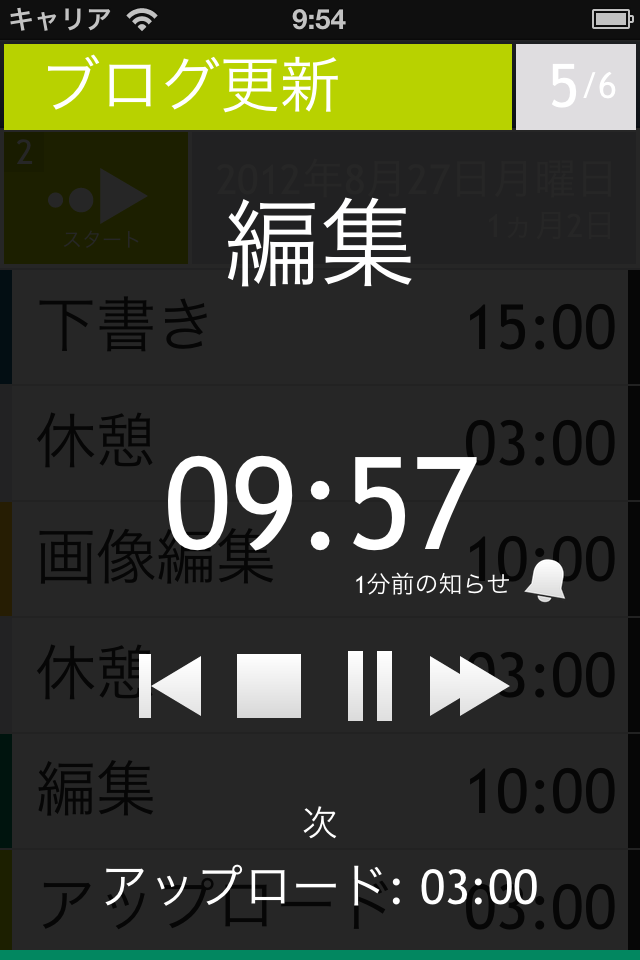 キャリア 9:54
ブログ更新 5/6
2
スタート
2012年8月27日月曜日
1ヵ月2日
編集
下書き 15:00
休憩 03:00
09:57
画像編集 10:00
1分前の知らせ
休憩 03:00
編集 10:00
次
アップロード: 03:00
アップロード 03:00